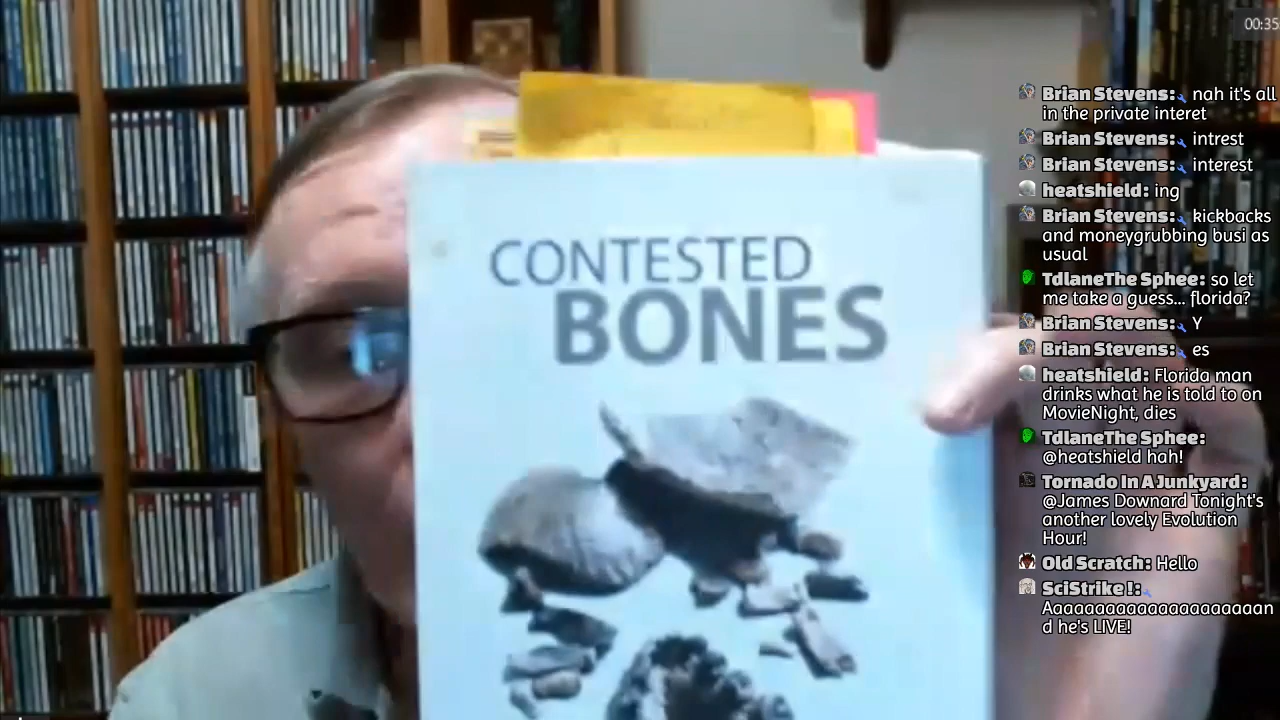 00:35
CONTESTED
BONES
Brian Stevens: nah it's all
in the private interet
Brian Stevens: intrest
Brian Stevens: interest
heatshield: ing
Brian Stevens: kickbacks
and moneygrubbing busi as
usual
TdlaneThe Sphee: so let
me take a guess... florida?
Brian Stevens: Y
Brian Stevens: es
heatshield: Florida man
drinks what he is told to on
MovieNight, dies
TdlaneThe Sphee:
@heatshield hah!
Tornado In A Junkyard:
@James Downard Tonight's
another lovely Evolution
Hour!
Old Scratch: Hello
SciStrike!:
Aaaaaaaaaaaaaaaaaaaaan
d he's LIVE!